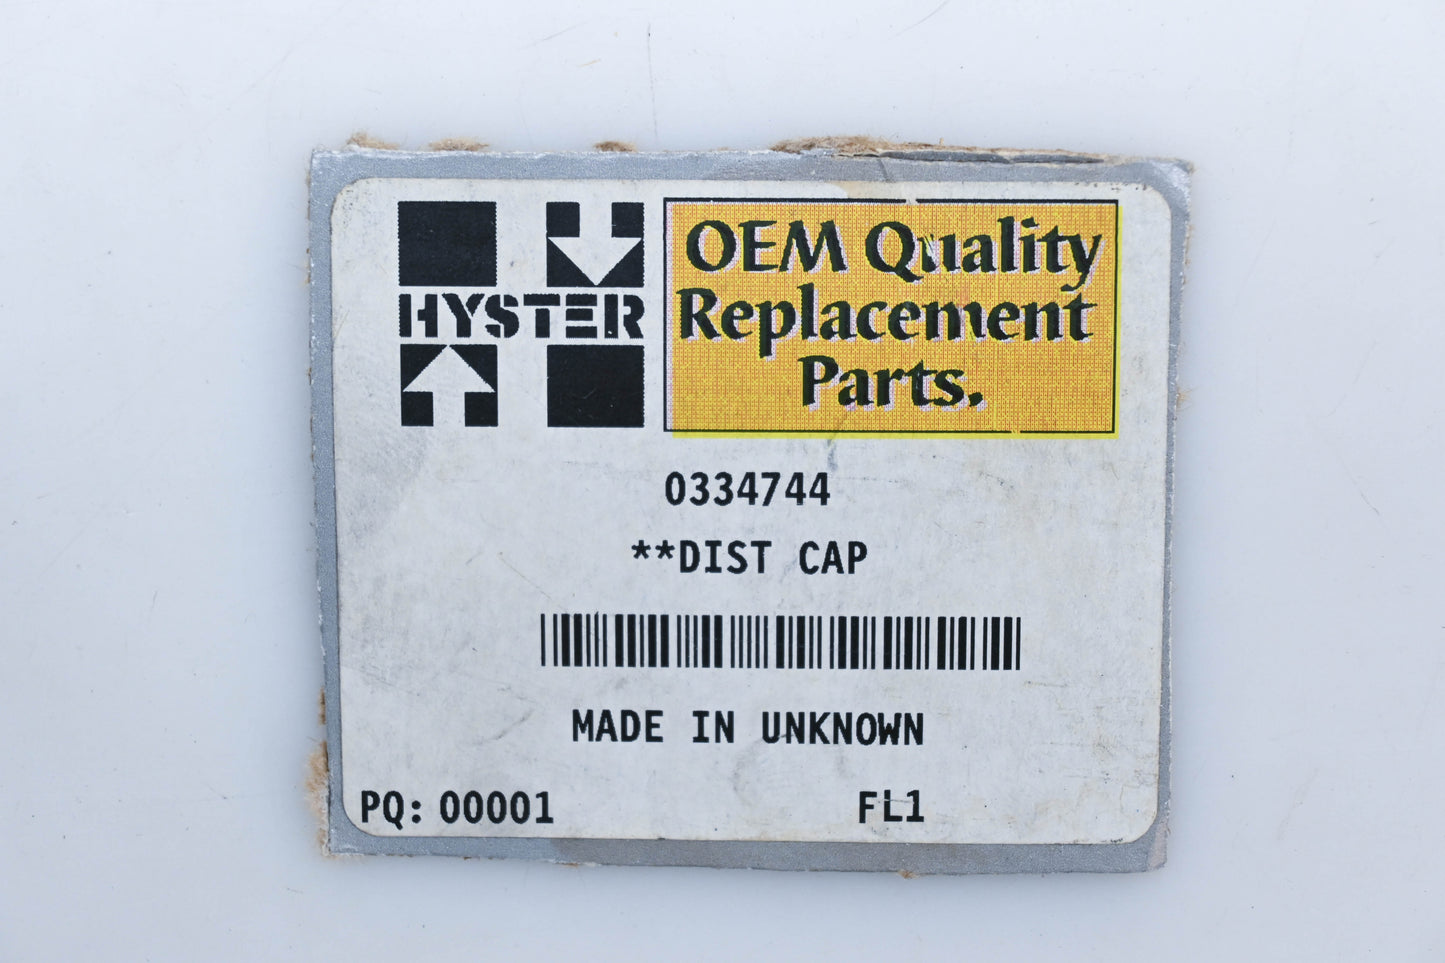 HYSTER
OEM Quality
Replacement
Parts.
0334744
**DIST CAP
MADE IN UNKNOWN
PQ: 00001
FL1